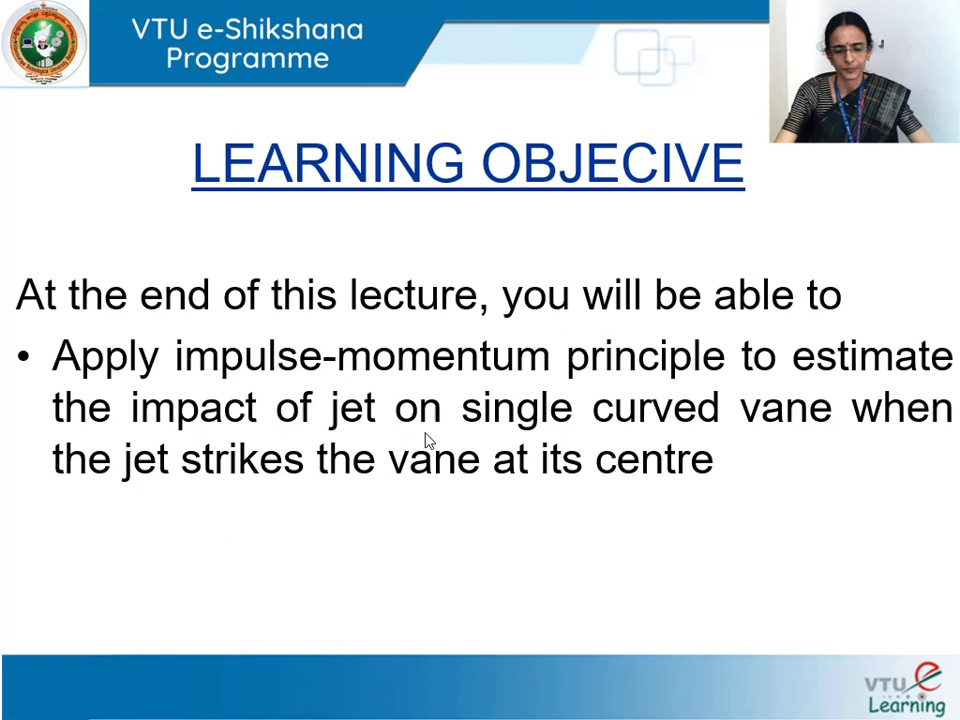 VTU e-Shikshana
Programme
LEARNING OBJECIVE
At the end of this lecture, you will be able to
• Apply impulse-momentum principle to estimate
the impact of jet on single curved vane when
the jet strikes the vane at its centre
VTU e
Learning